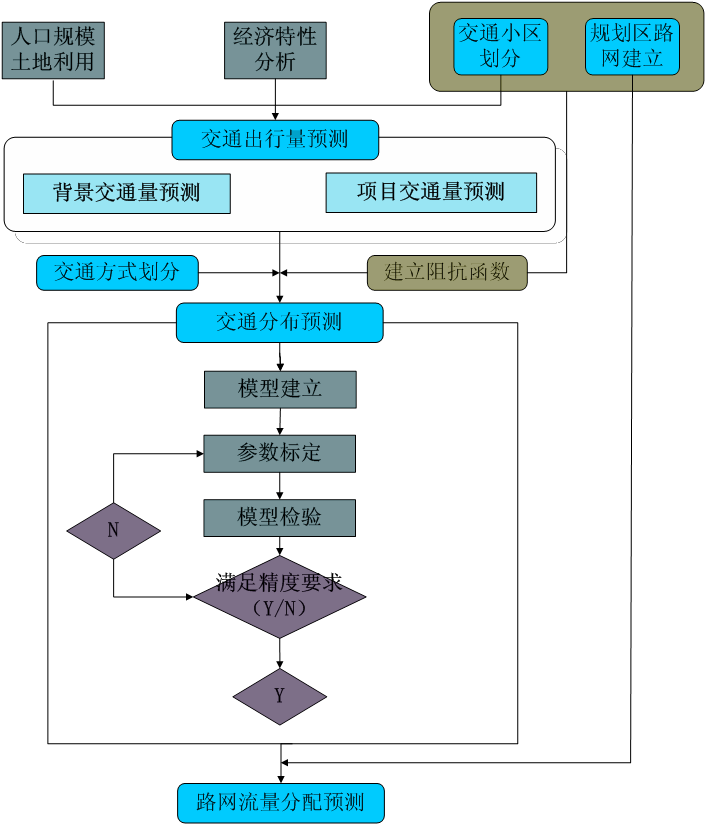 人口规模
土地利用
经济特性
分析
交通小区
划分
规划区路
网建立
交通出行量预测
背景交通量预测
项目交通量预测
交通方式划分
建立阻抗函数
交通分布预测
模型建立
参数标定
模型检验
N
满足精度要求
（Y/N）
Y
路网流量分配预测